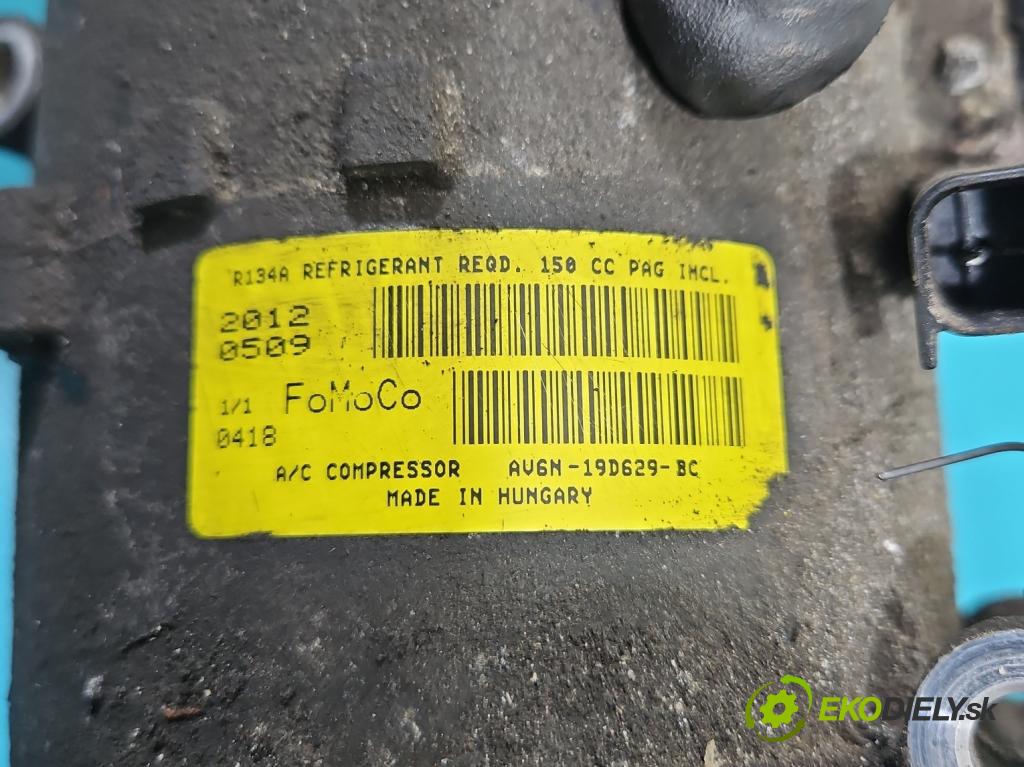 R134A REFRIGERANT REQD. 150 CC PAG INCL.
2012
0509
1/1 FoMoCo
0418
A/C COMPRESSOR AV6N-19D629-BC
MADE IN HUNGARY
EKODIELY.sk